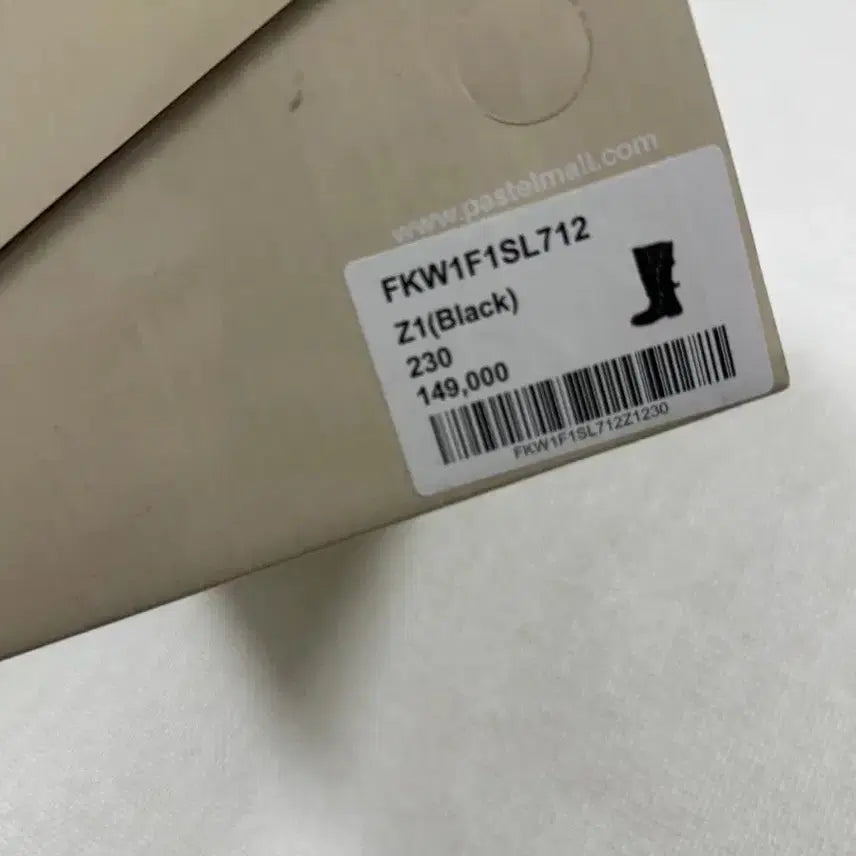 www.pastelmall.com
FKW1F1SL712
Z1(Black)
230
149,000
FKW1F1SL712Z1230